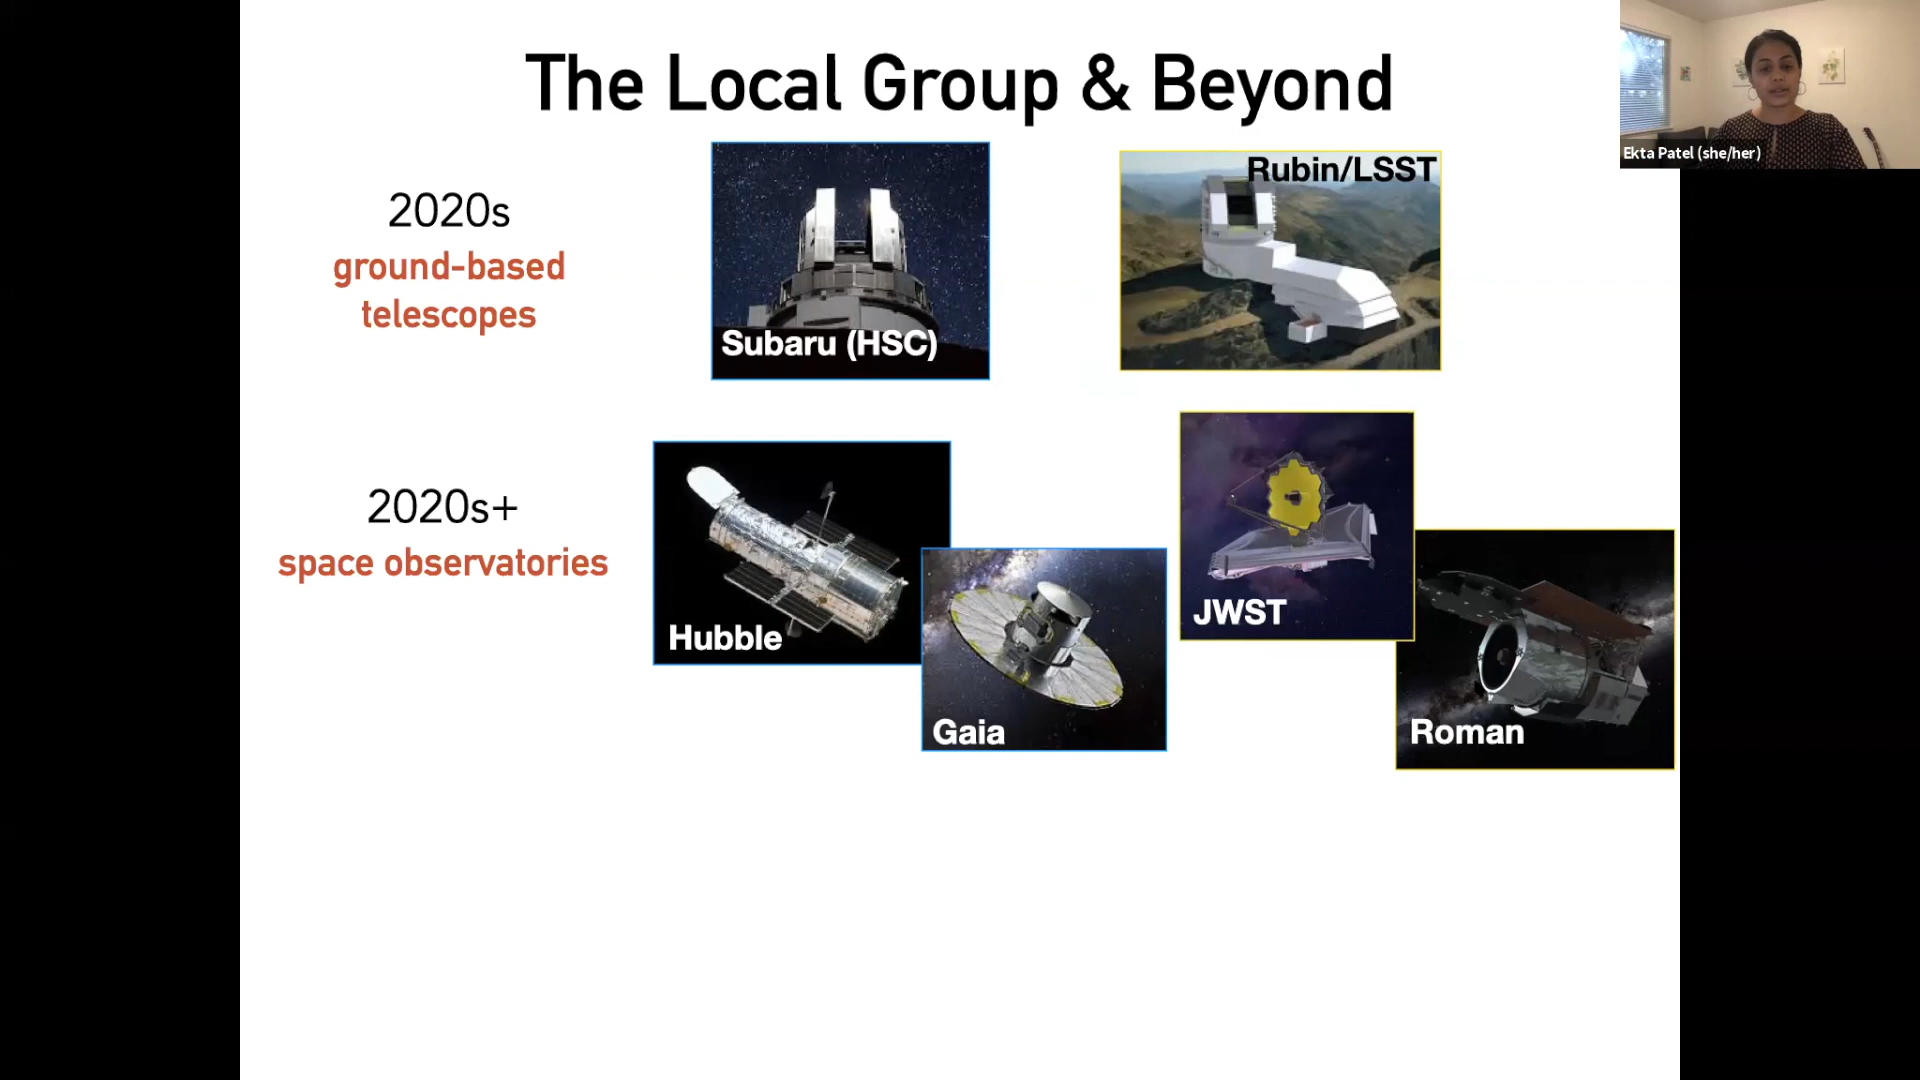 The Local Group & Beyond
Ekta Patel (she/her)
2020s
ground-based
telescopes
Subaru (HSC)
Rubin/LSST
2020s+
space observatories
Hubble
Gaia
JWST
Roman